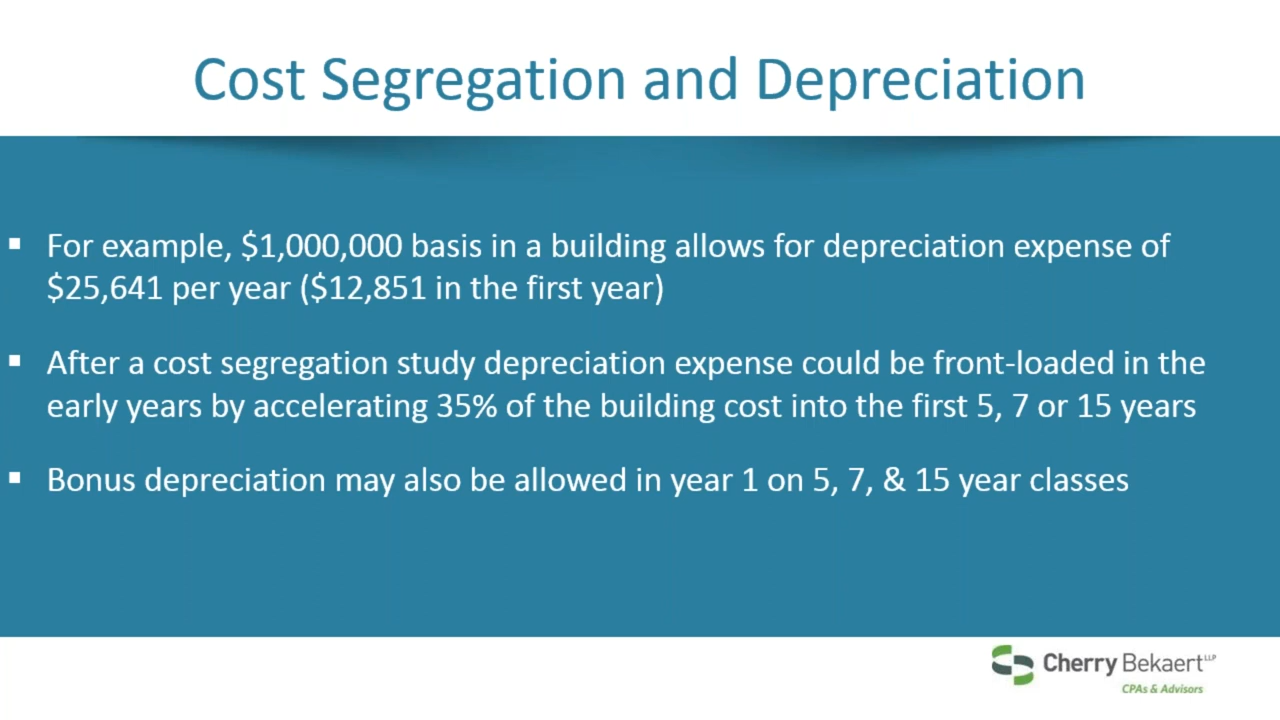 Cost Segregation and Depreciation
▪ For example, $1,000,000 basis in a building allows for depreciation expense of
$25,641 per year ($12,851 in the first year)
▪ After a cost segregation study depreciation expense could be front-loaded in the
early years by accelerating 35% of the building cost into the first 5, 7 or 15 years
▪ Bonus depreciation may also be allowed in year 1 on 5, 7, & 15 year classes
Cherry Bekaert LLP
CPAs & Advisors